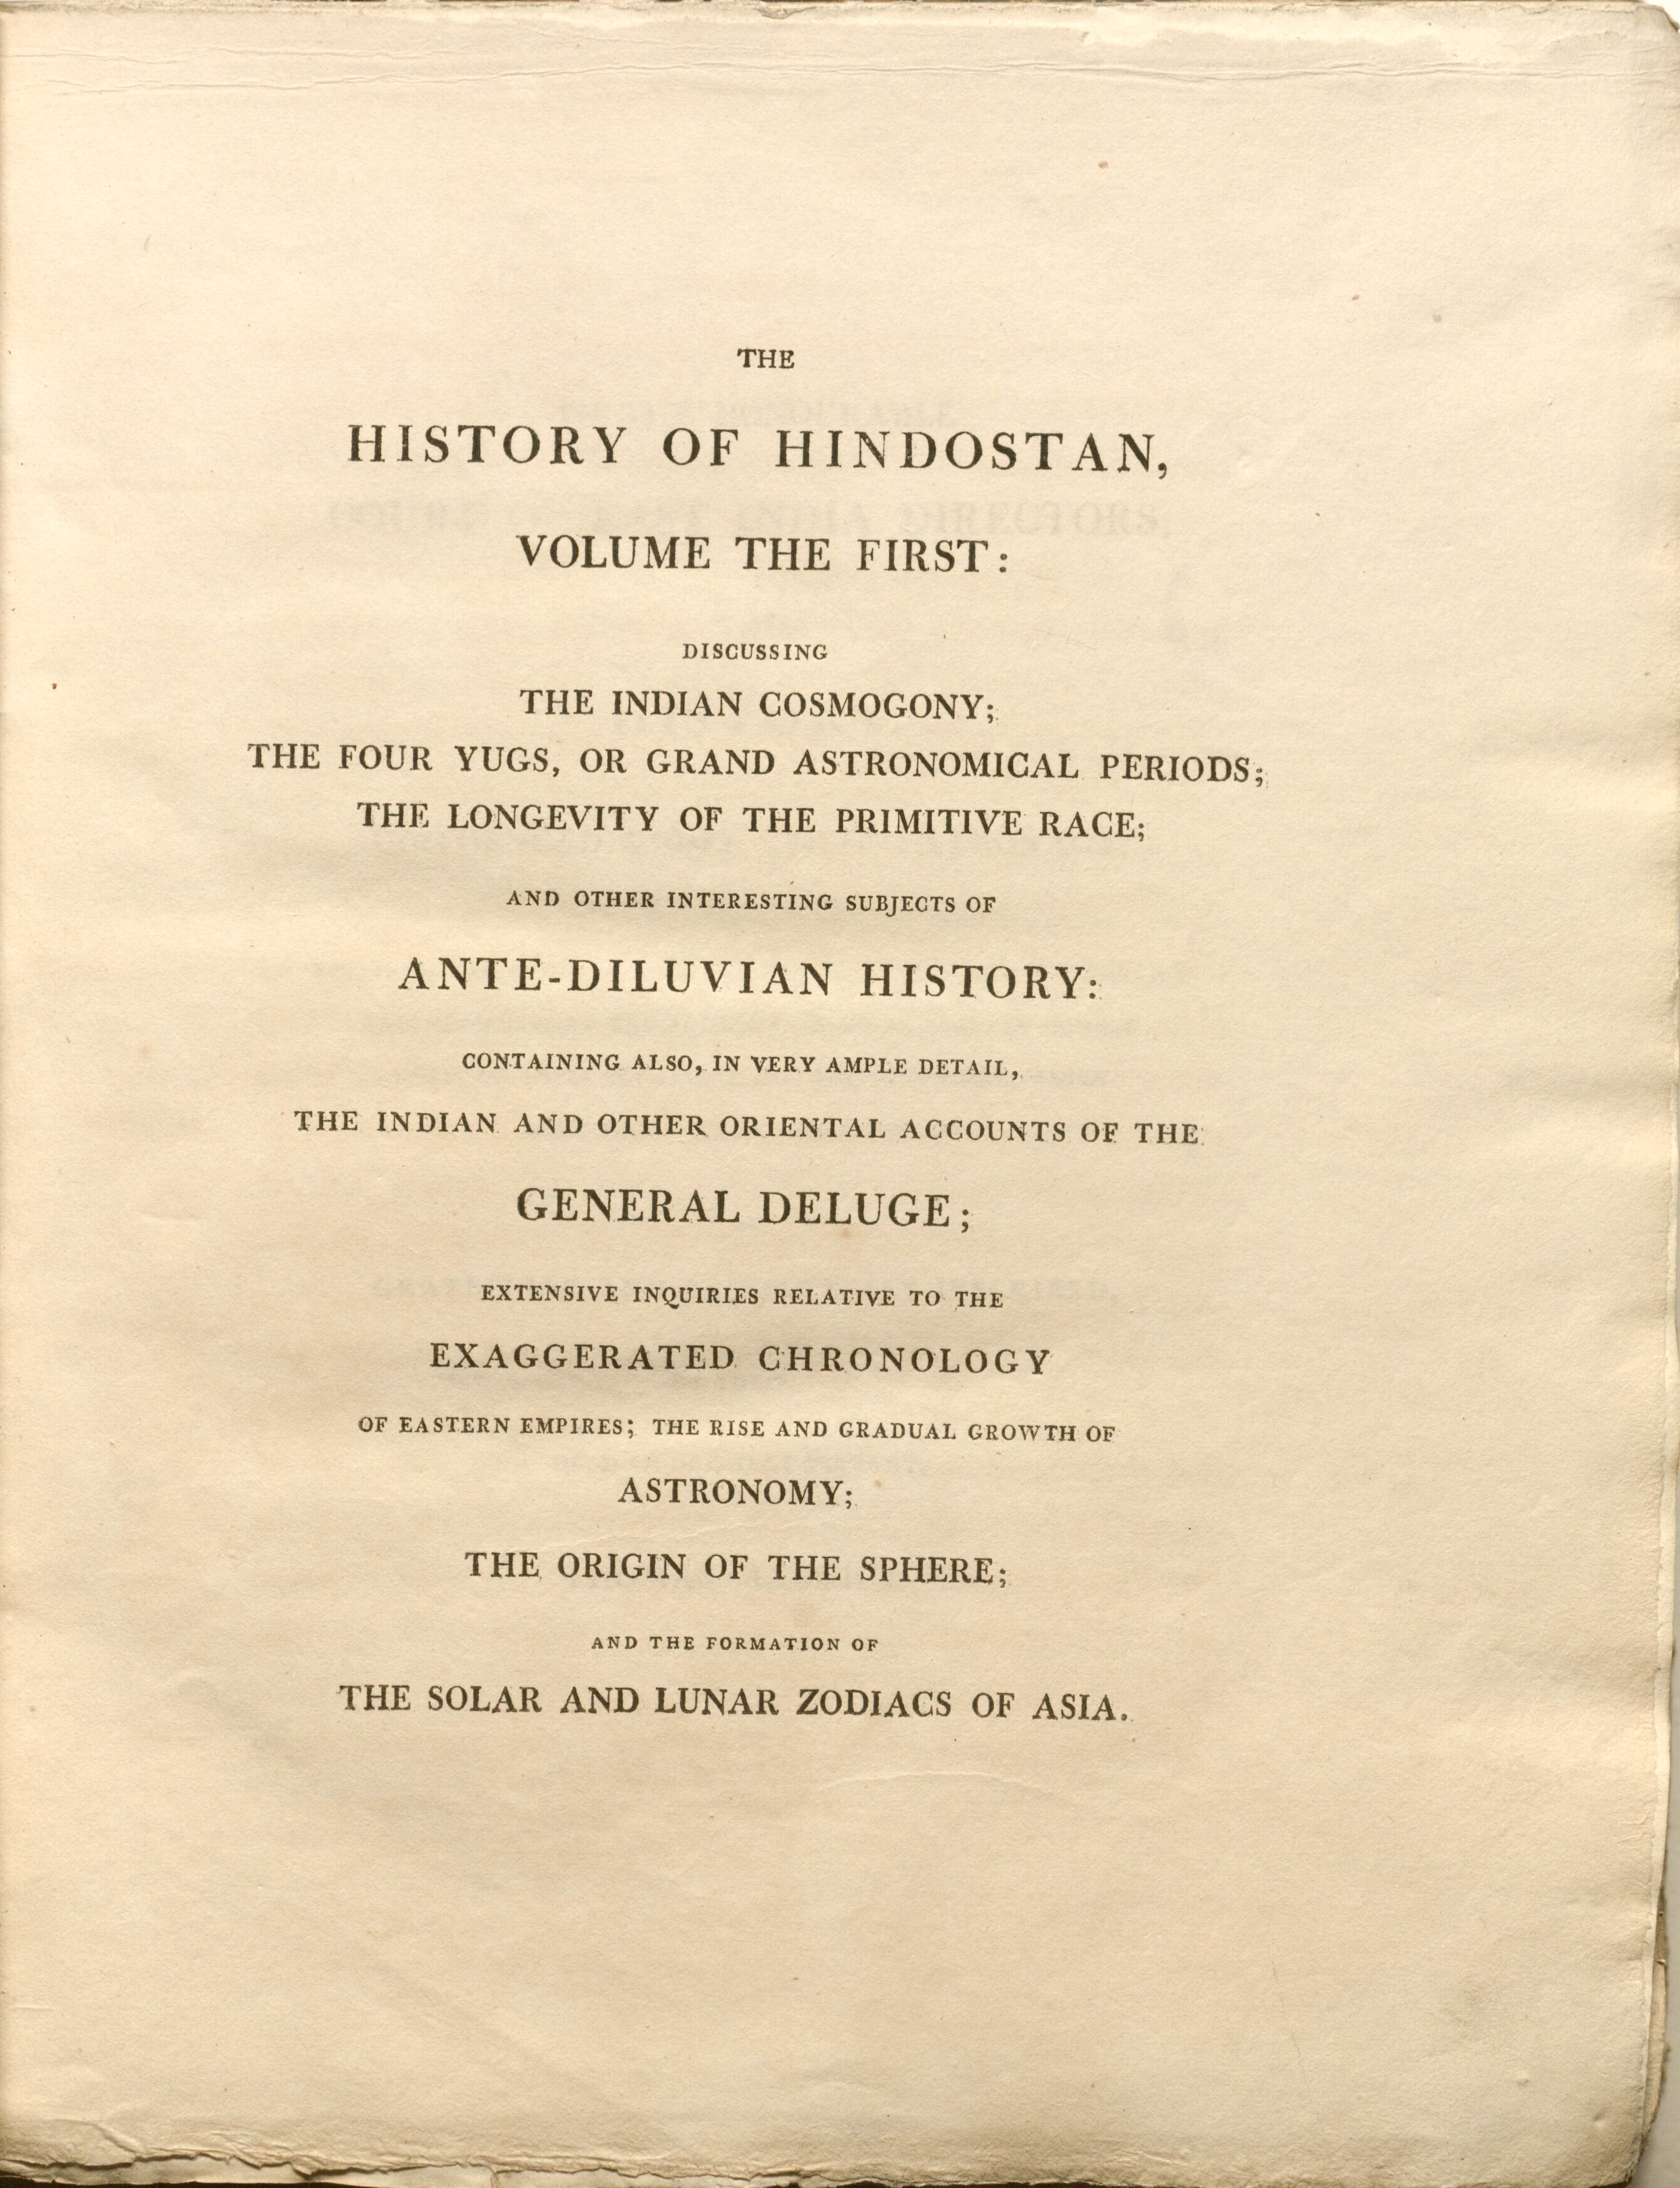 THE
HISTORY OF HINDOSTAN,
VOLUME THE FIRST:
DISCUSSING
THE INDIAN COSMOGONY;
THE FOUR YUGS, OR GRAND ASTRONOMICAL PERIODS;
THE LONGEVITY OF THE PRIMITIVE RACE;
AND OTHER INTERESTING SUBJECTS OF
ANTE-DILUVIAN HISTORY:
CONTAINING ALSO, IN VERY AMPLE DETAIL,
THE INDIAN AND OTHER ORIENTAL ACCOUNTS OF THE
GENERAL DELUGE;
EXTENSIVE INQUIRIES RELATIVE TO THE
EXAGGERATED CHRONOLOGY
OF EASTERN EMPIRES; THE RISE AND GRADUAL GROWTH OF
ASTRONOMY;
THE ORIGIN OF THE SPHERE;
AND THE FORMATION OF
THE SOLAR AND LUNAR ZODIACS OF ASIA.